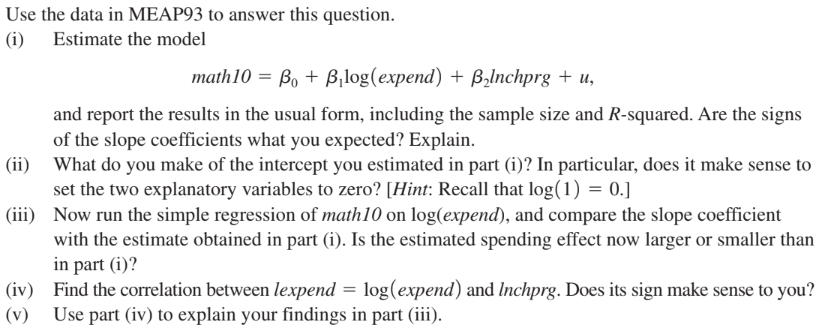 Use the data in MEAP93 to answer this question.
(i) Estimate the model
math10 = β₀ + β₁log(expend) + β₂lnchprg + u,
and report the results in the usual form, including the sample size and R-squared. Are the signs
of the slope coefficients what you expected? Explain.
(ii) What do you make of the intercept you estimated in part (i)? In particular, does it make sense to
set the two explanatory variables to zero? [Hint: Recall that log(1) = 0.]
(iii) Now run the simple regression of math10 on log(expend), and compare the slope coefficient
with the estimate obtained in part (i). Is the estimated spending effect now larger or smaller than
in part (i)?
(iv) Find the correlation between lexpend = log(expend) and lnchprg. Does its sign make sense to you?
(v) Use part (iv) to explain your findings in part (iii).